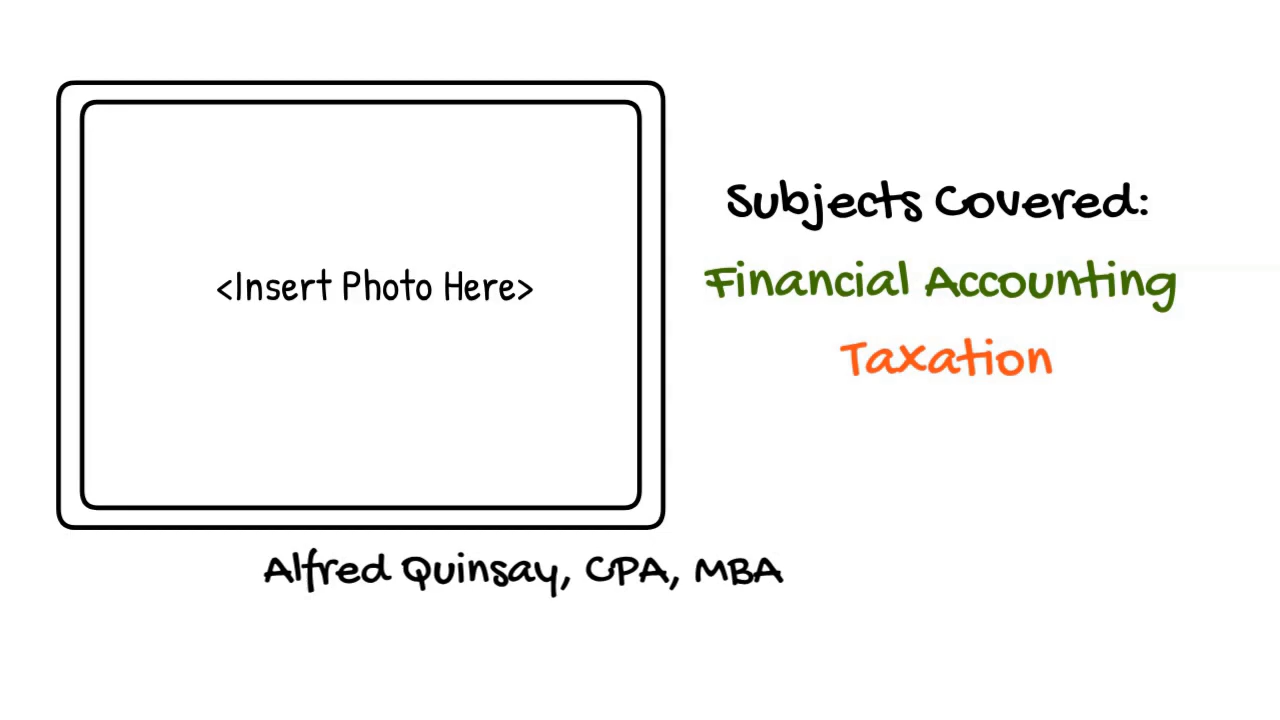 <Insert Photo Here>
Subjects Covered:
Financial Accounting
Taxation
Alfred Quinsay, CPA, MBA